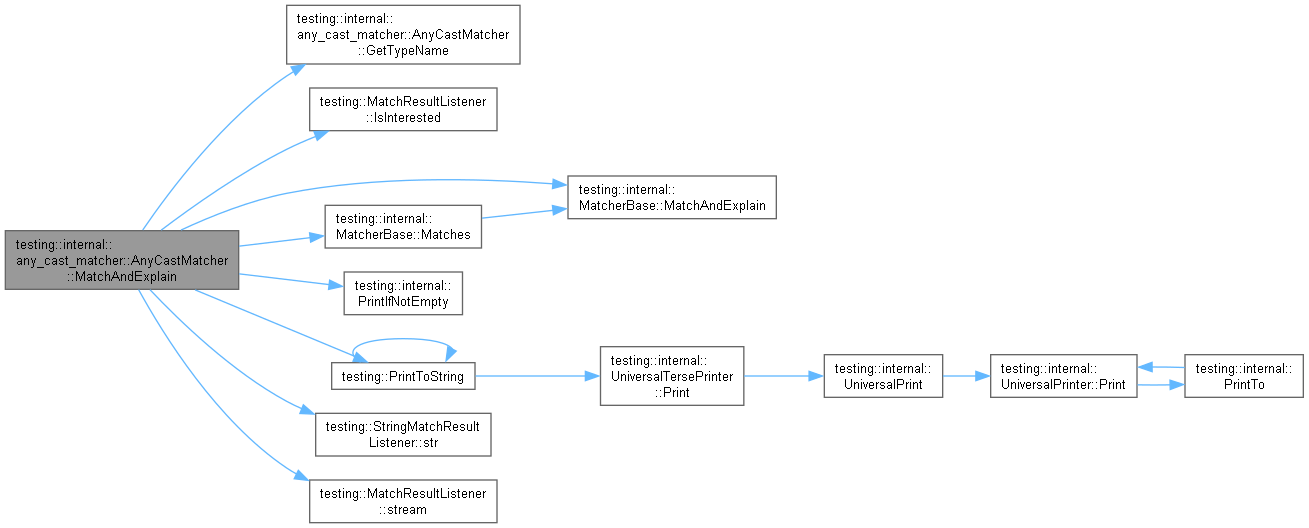 testing::internal::
any_cast_matcher::AnyCastMatcher
::GetTypeName
testing::MatchResultListener
::IsInterested
testing::internal::
MatcherBase::MatchAndExplain
testing::internal::
MatcherBase::Matches
testing::internal::
any_cast_matcher::AnyCastMatcher
::MatchAndExplain
testing::internal::
PrintIfNotEmpty
testing::PrintToString
testing::internal::
UniversalTersePrinter
::Print
testing::internal::
UniversalPrint
testing::internal::
UniversalPrinter::Print
testing::internal::
PrintTo
testing::StringMatchResult
Listener::str
testing::MatchResultListener
::stream